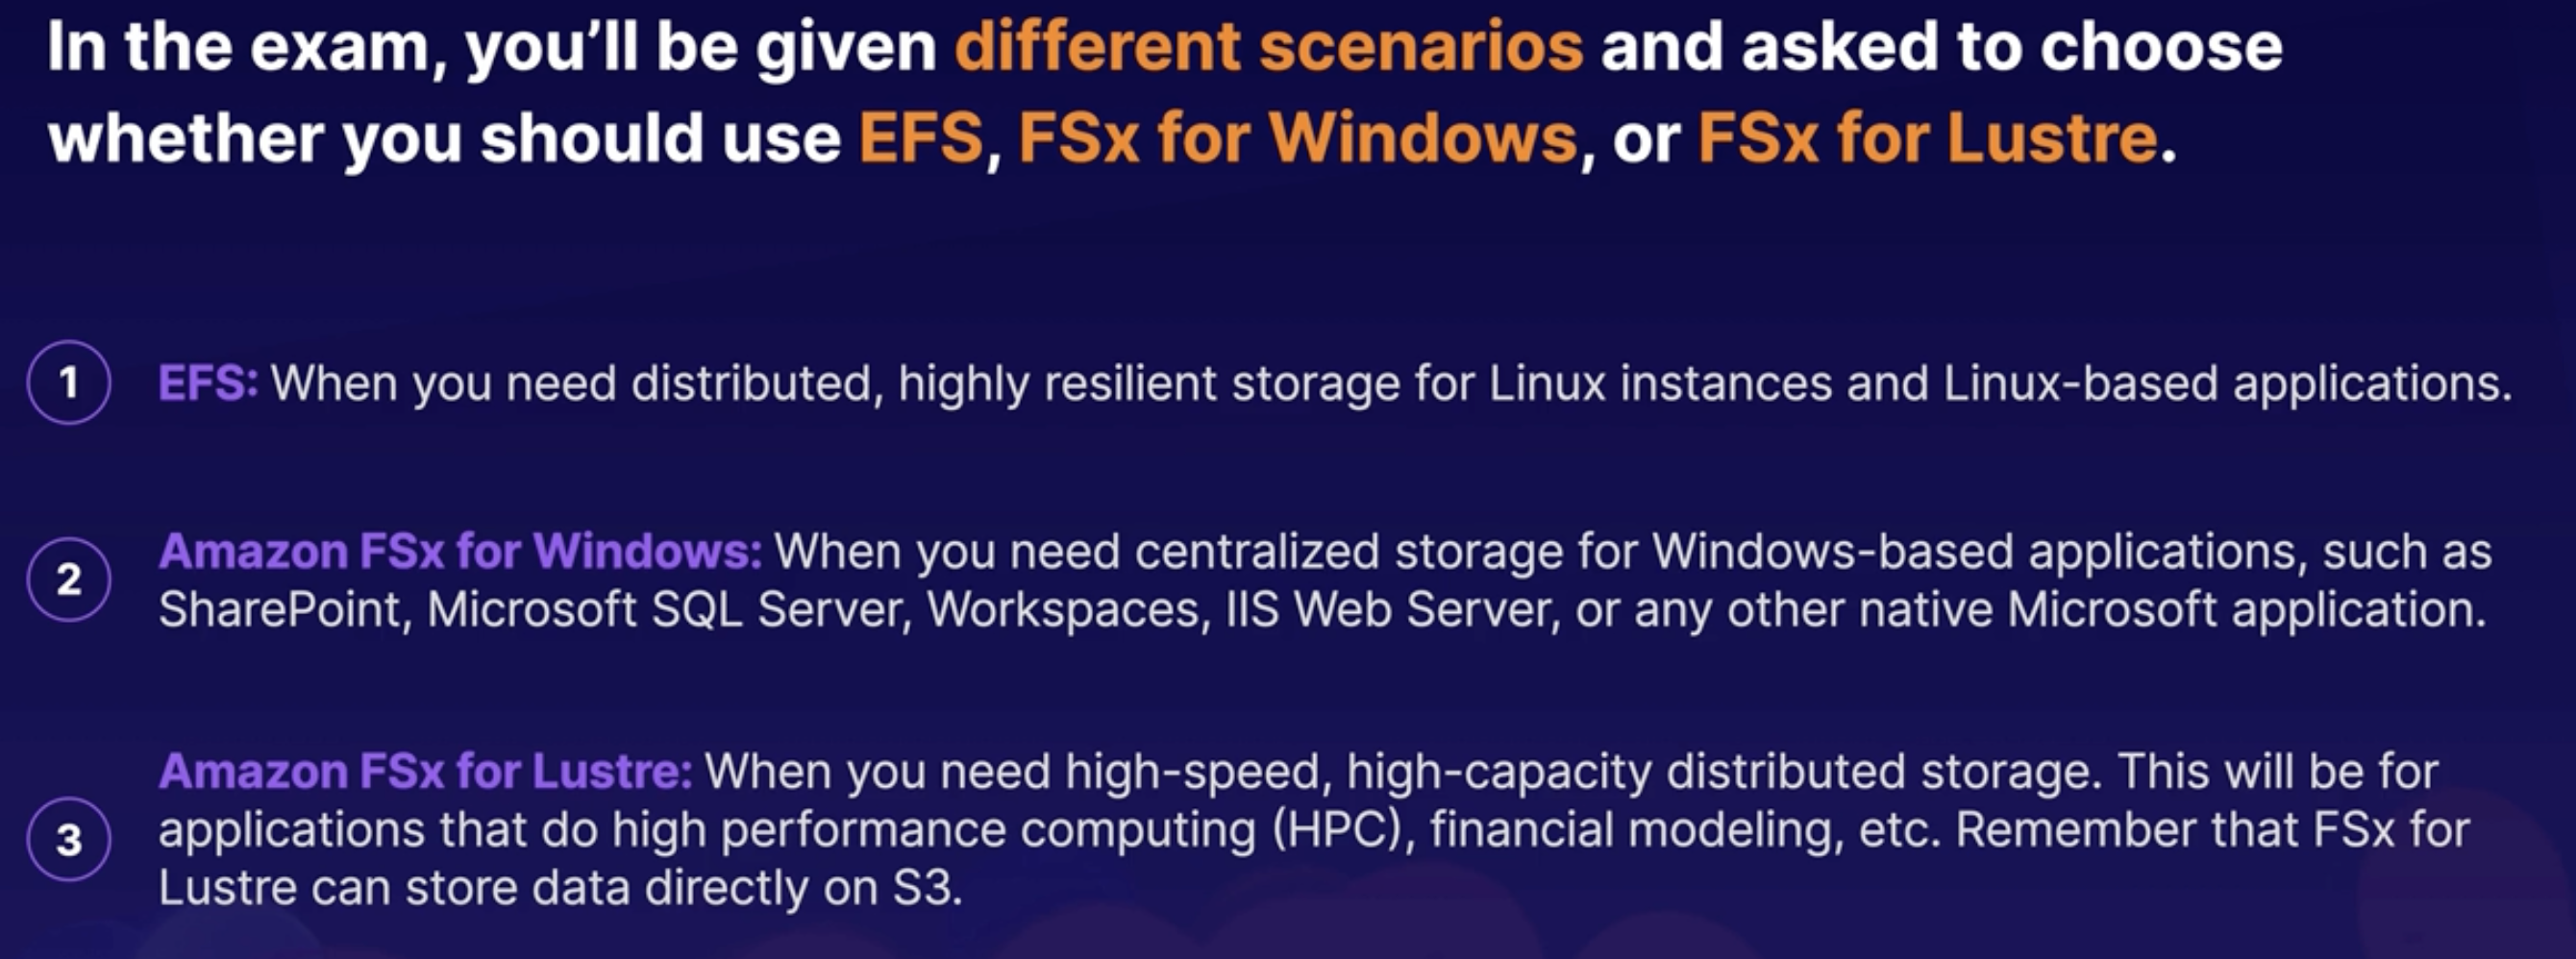 In the exam, you'll be given different scenarios and asked to choose
whether you should use EFS, FSx for Windows, or FSx for Lustre.
1 EFS: When you need distributed, highly resilient storage for Linux instances and Linux-based applications.
2 Amazon FSx for Windows: When you need centralized storage for Windows-based applications, such as
SharePoint, Microsoft SQL Server, Workspaces, IIS Web Server, or any other native Microsoft application.
3 Amazon FSx for Lustre: When you need high-speed, high-capacity distributed storage. This will be for
applications that do high performance computing (HPC), financial modeling, etc. Remember that FSx for
Lustre can store data directly on S3.